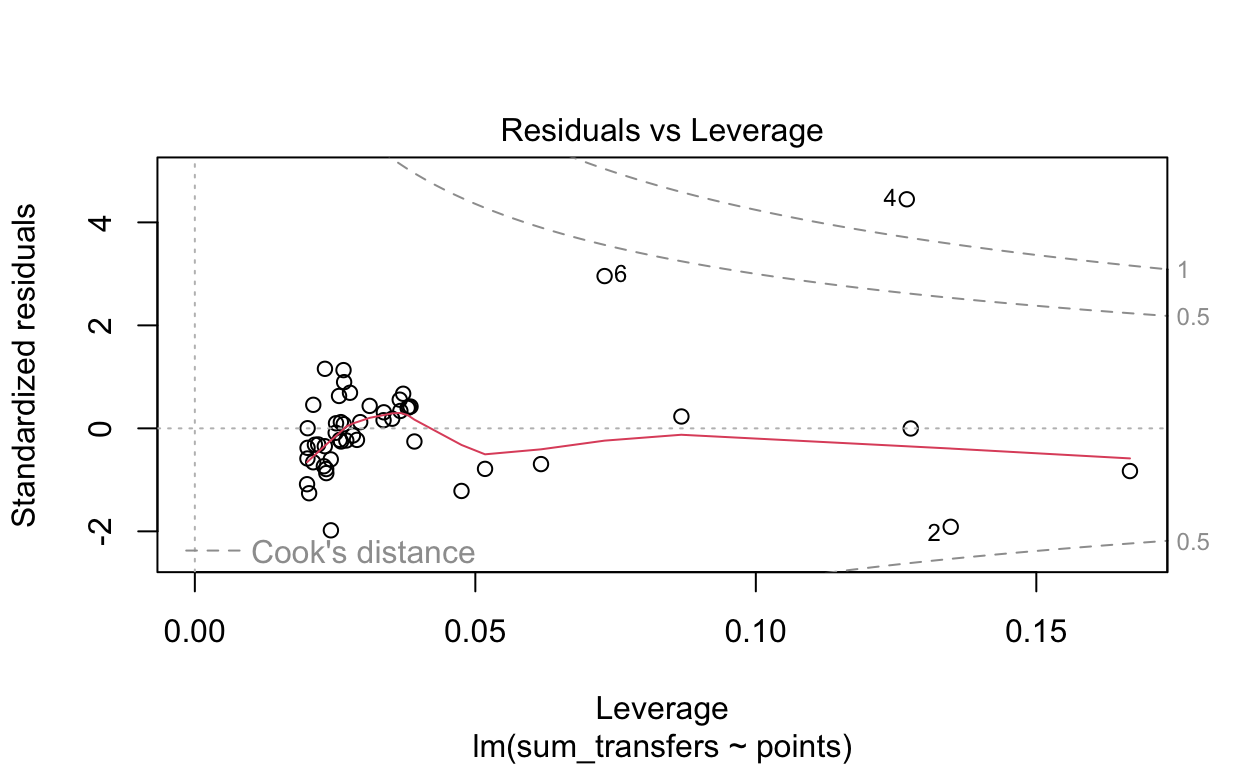 Residuals vs Leverage
Standardized residuals
4
2
0
-2
4
6
2
1
0.5
0.5
Cook's distance
0.00
0.05
0.10
0.15
Leverage
lm(sum_transfers ~ points)